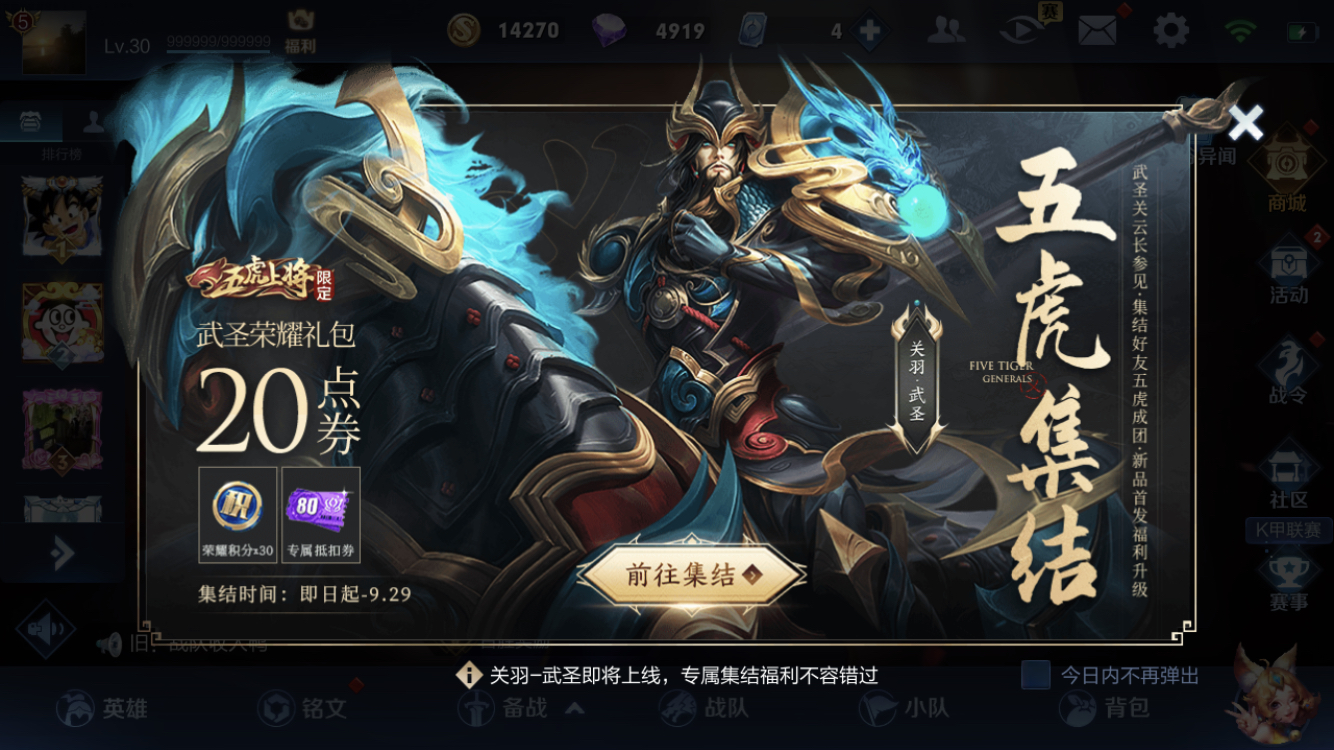 5
Lv.30
999999/999999
福利
14270
4919
4
赛
排行榜
1
2
3
五虎上将
限定
武圣荣耀礼包
20点券
积
荣耀积分x30
80
专属抵扣券
集结时间：即日起-9.29
前往集结
关羽·武圣
FIVE TIGER
GENERALS
五虎集结
武圣关云长参见·集结好友五虎成团·新品首发福利升级
异闻
商城
2
活动
战令
社区
K甲联赛
赛事
关羽-武圣即将上线，专属集结福利不容错过
今日内不再弹出
英雄
铭文
备战
战队
小队
背包